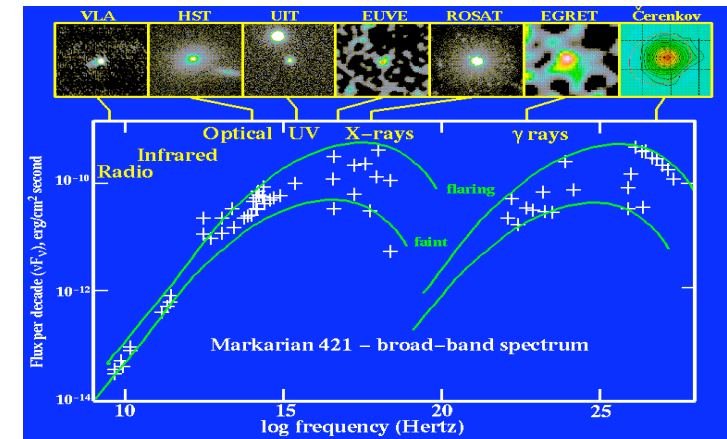 VLA HST UIT EUVE ROSAT EGRET Čerenkov
Optical UV X-rays γ rays
Infrared
Radio
flaring
faint
Markarian 421 - broad-band spectrum
Flux per decade (νFν), erg/cm² second
10⁻¹⁰
10⁻¹²
10⁻¹⁴
10 15 20 25
log frequency (Hertz)